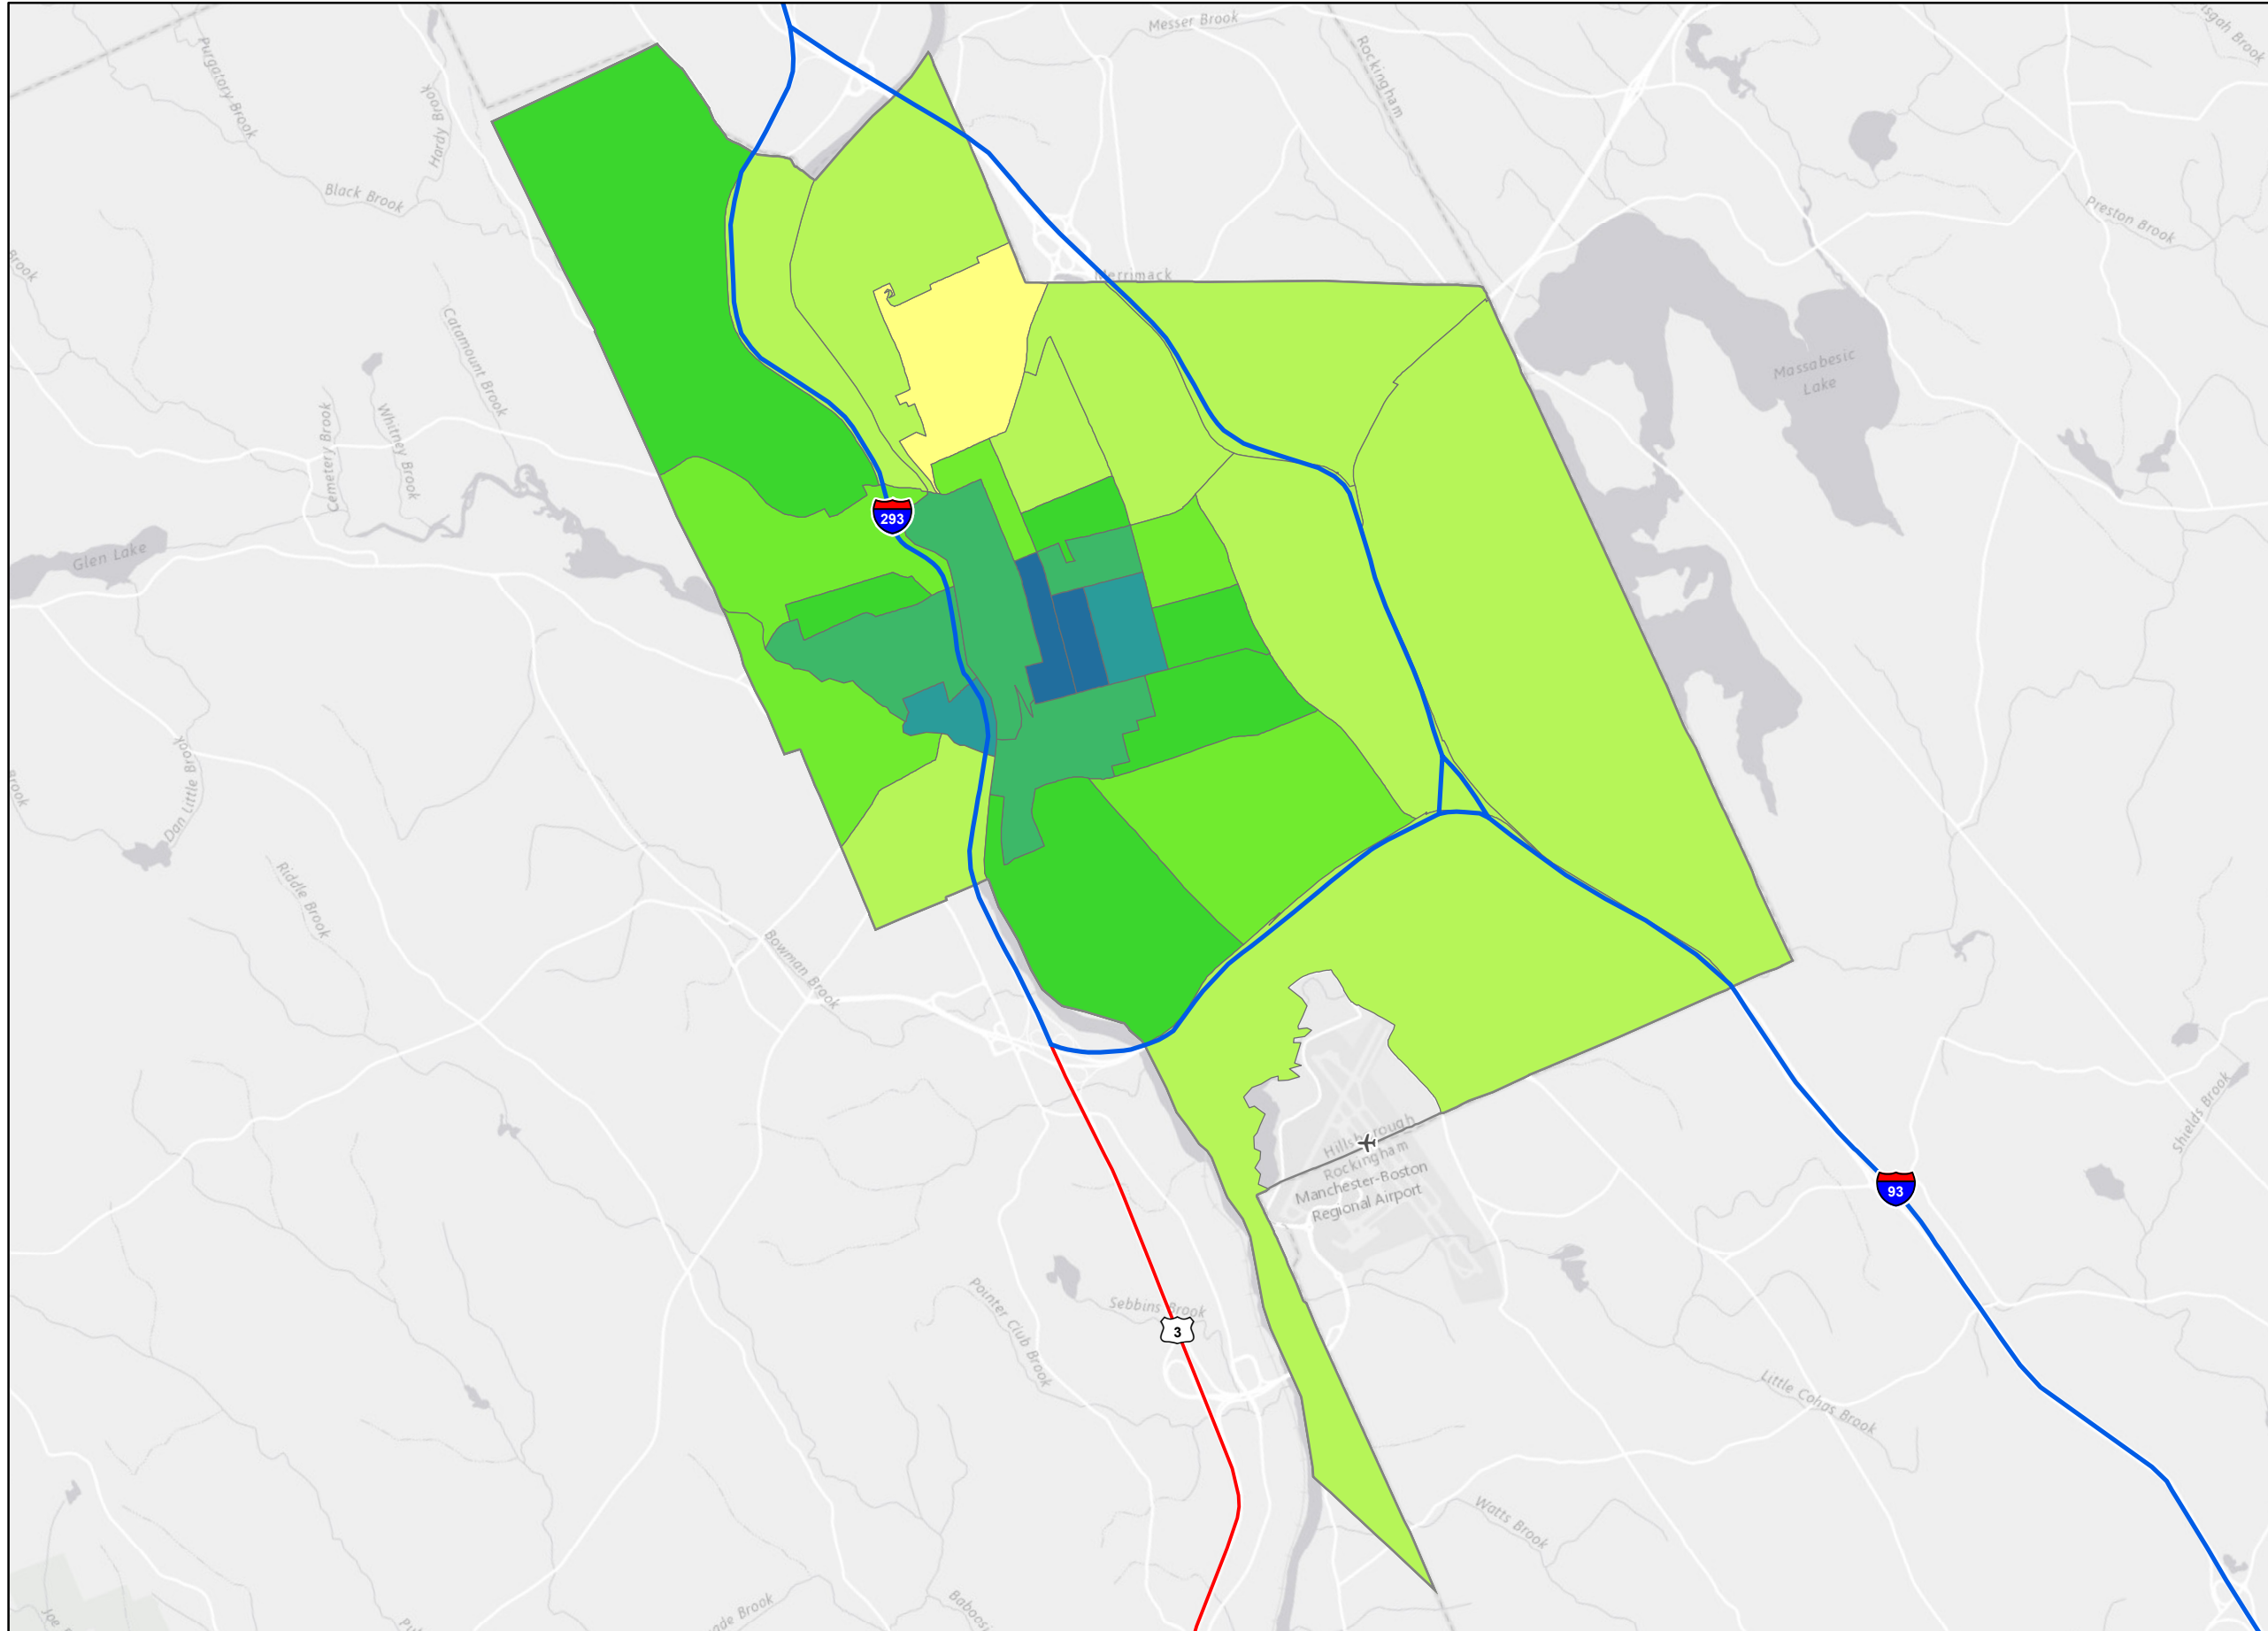 Messer Brook
Rockingham
Purgatory Brook
Hardy Brook
Black Brook
Preston Brook
Brook
Merrimack
Catamount Brook
Massabesic
Lake
Cemetery Brook
Whitney Brook
293
Glen Lake
Brook
Dan Little Brook
Riddle Brook
Bowman Brook
Shields Brook
Hillsborough
Rockingham
Manchester-Boston
Regional Airport
93
Pointer Club Brook
Sebbins Brook
3
Little Cohas Brook
Watts Brook